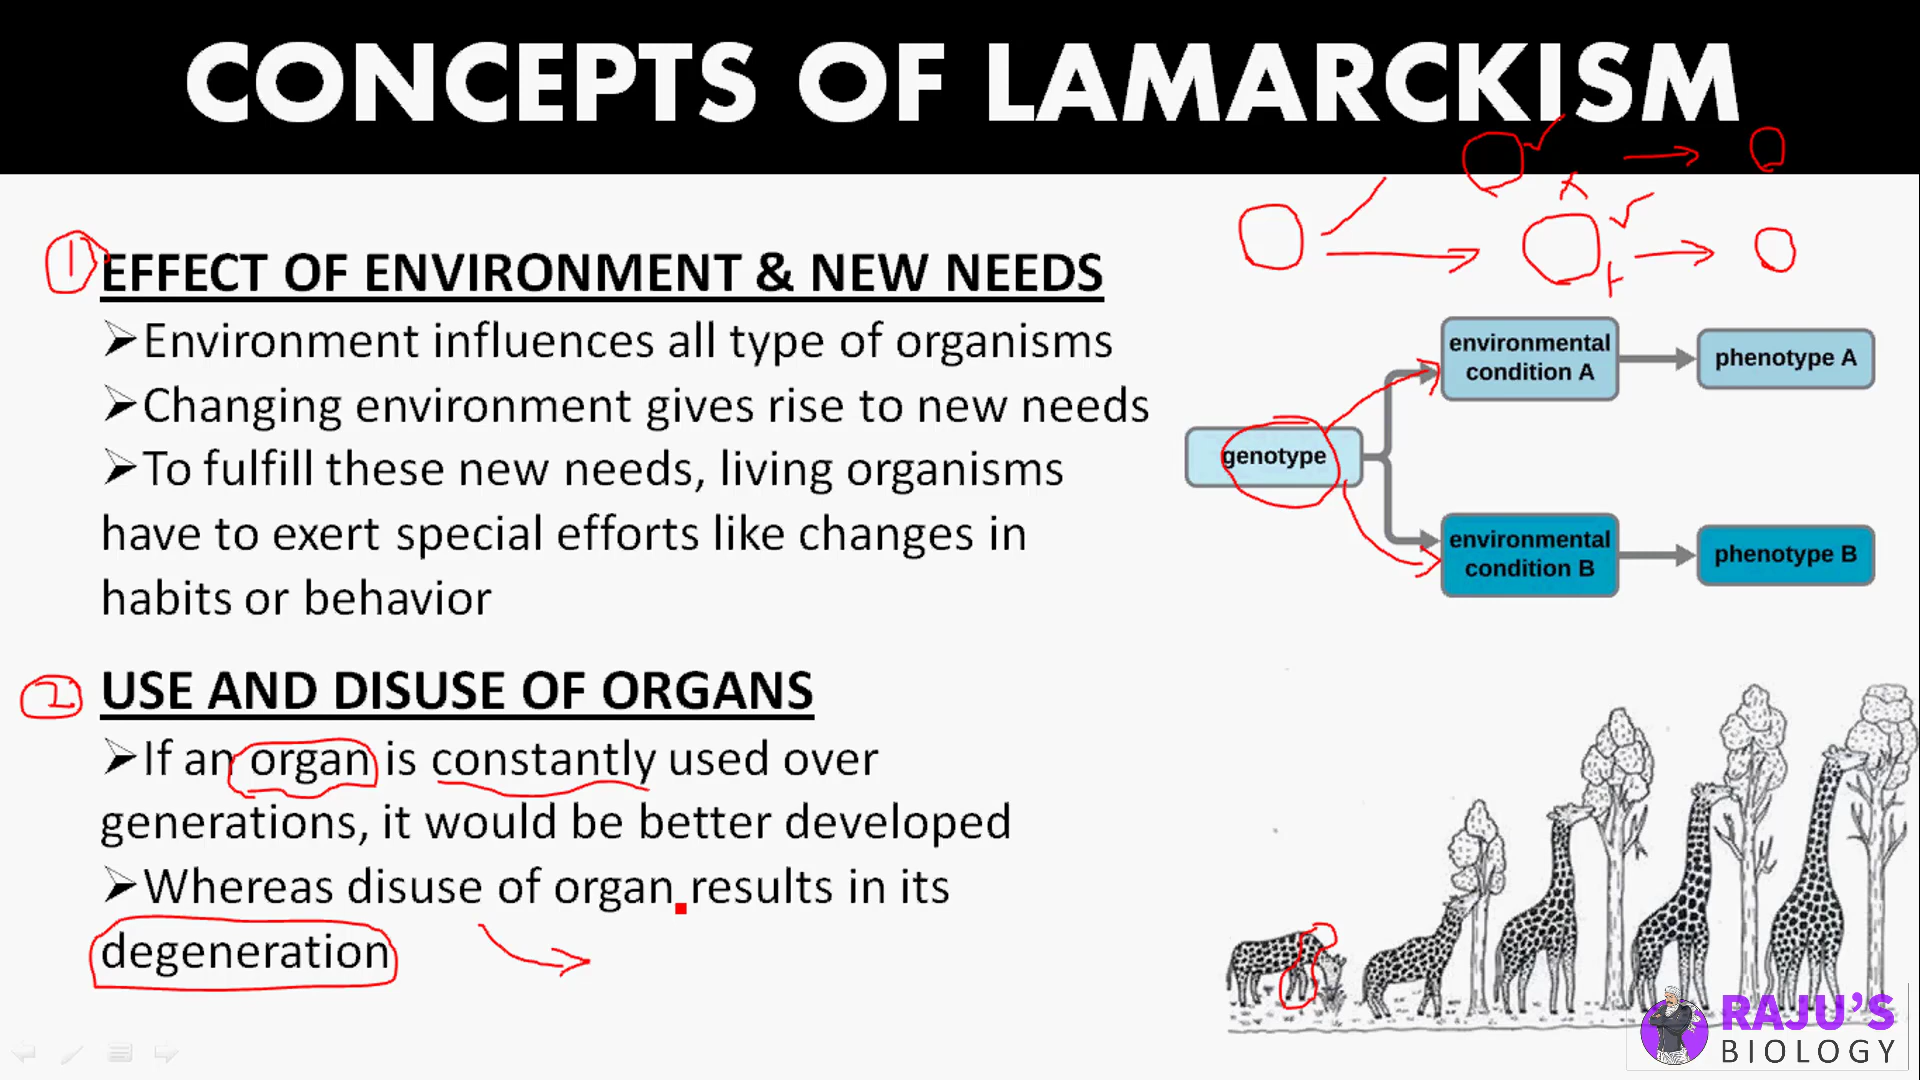 CONCEPTS OF LAMARCKISM
1 EFFECT OF ENVIRONMENT & NEW NEEDS
➢Environment influences all type of organisms
➢Changing environment gives rise to new needs
➢To fulfill these new needs, living organisms
have to exert special efforts like changes in
habits or behavior
2 USE AND DISUSE OF ORGANS
➢If an organ is constantly used over
generations, it would be better developed
➢Whereas disuse of organ results in its
degeneration
genotype
environmental
condition A
phenotype A
environmental
condition B
phenotype B
RAJU'S
BIOLOGY